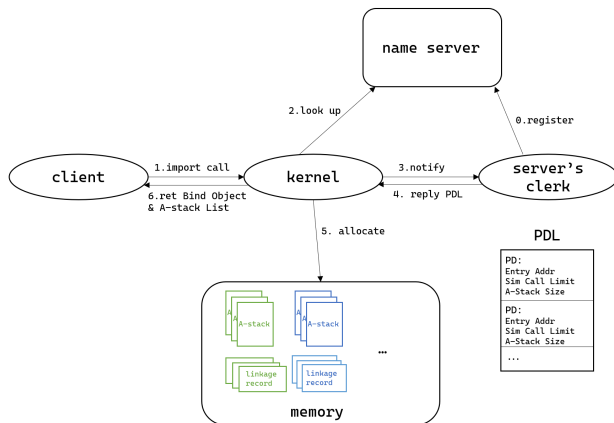 name server
2.look up
0.register
client
1.import call
kernel
3.notify
server's
clerk
6.ret Bind Object
& A-stack List
4. reply PDL
5. allocate
PDL
PD:
Entry Addr
Sim Call Limit
A-Stack Size
PD:
Entry Addr
Sim Call Limit
A-Stack Size
...
A
A
A-stack
A
A
A-stack
...
linkage
record
linkage
record
memory